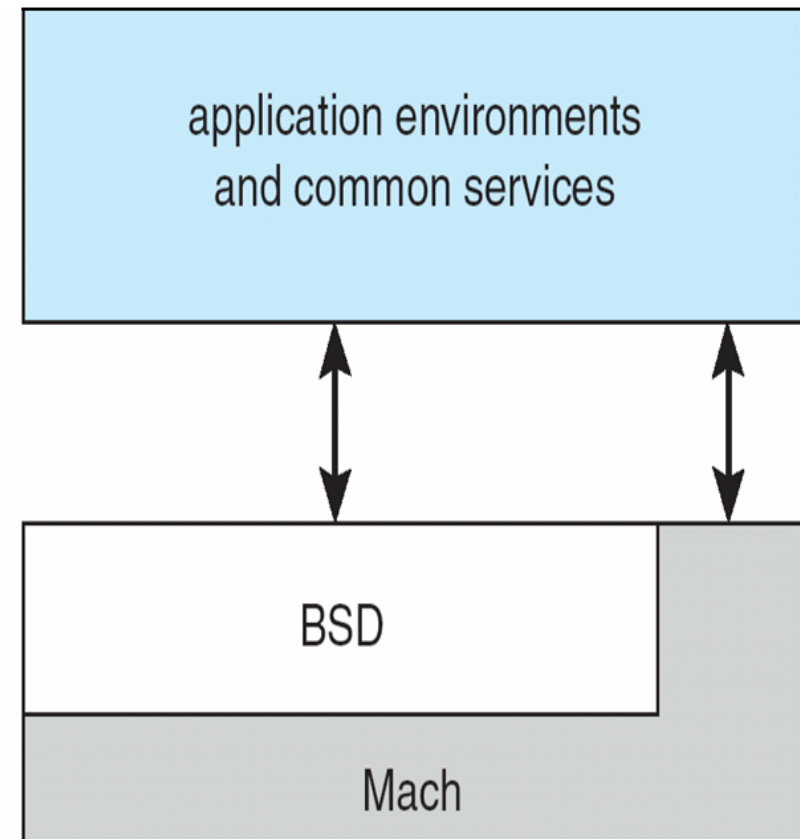 application environments
and common services
BSD
Mach